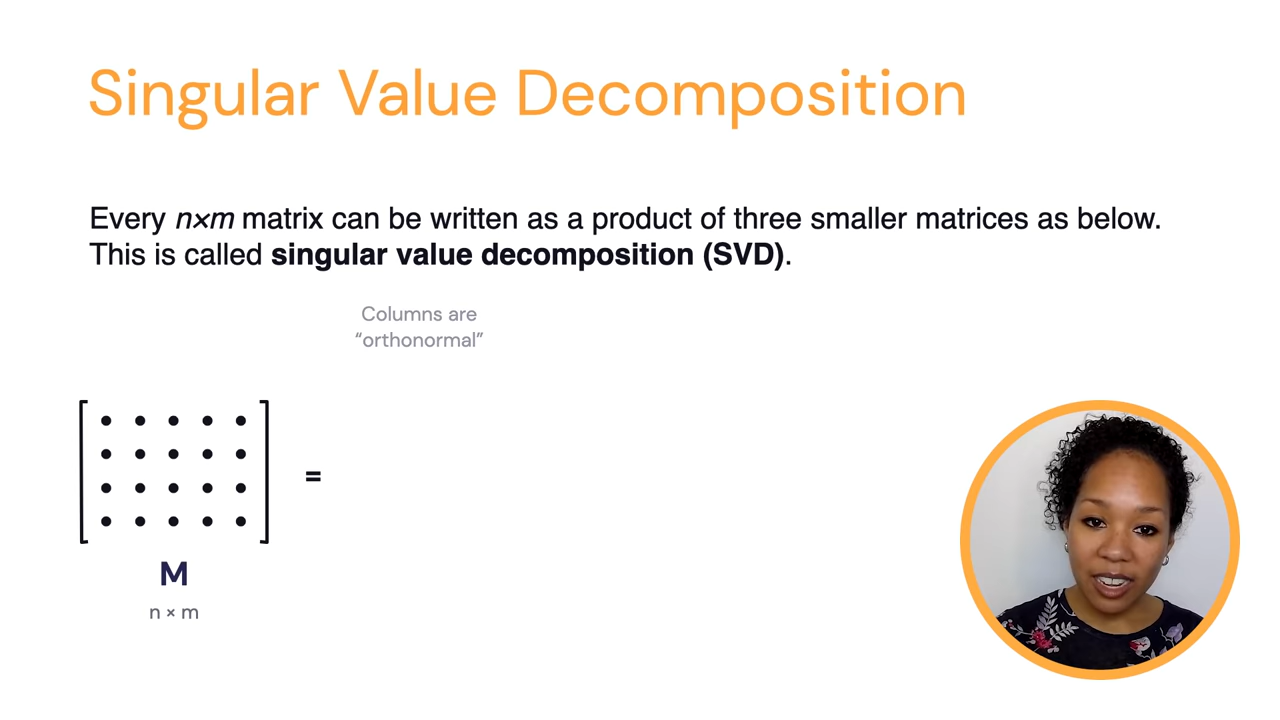 Singular Value Decomposition
Every n×m matrix can be written as a product of three smaller matrices as below.
This is called singular value decomposition (SVD).
Columns are
“orthonormal”
=
M
n × m